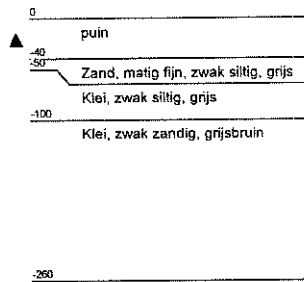 0
puin
-40
-50
Zand, matig fijn, zwak siltig, grijs
Klei, zwak siltig, grijs
-100
Klei, zwak zandig, grijsbruin
-260